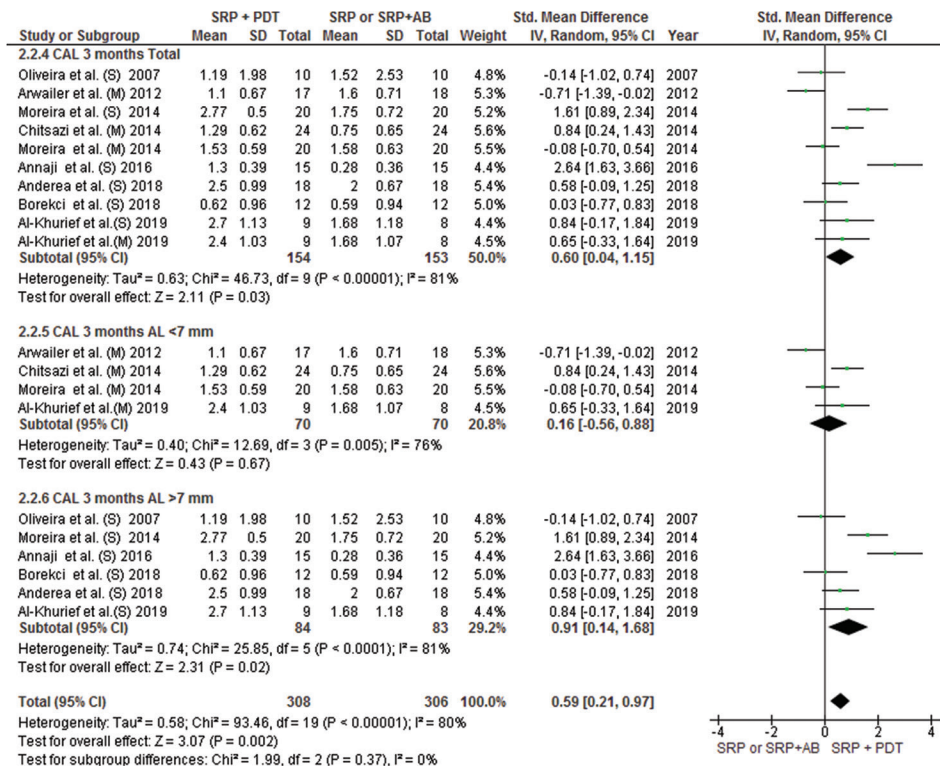 SRP + PDT SRP or SRP+AB Std. Mean Difference Std. Mean Difference
Study or Subgroup Mean SD Total Mean SD Total Weight IV, Random, 95% CI Year IV, Random, 95% CI
2.2.4 CAL 3 months Total
Oliveira et al. (S) 2007 1.19 1.98 10 1.52 2.53 10 4.8% -0.14 [-1.02, 0.74] 2007
Arwailer et al. (M) 2012 1.1 0.67 17 1.6 0.71 18 5.3% -0.71 [-1.39, -0.02] 2012
Moreira et al. (S) 2014 2.77 0.5 20 1.75 0.72 20 5.2% 1.61 [0.89, 2.34] 2014
Chitsazi et al. (M) 2014 1.29 0.62 24 0.75 0.65 24 5.6% 0.84 [0.24, 1.43] 2014
Moreira et al. (M) 2014 1.53 0.59 20 1.58 0.63 20 5.5% -0.08 [-0.70, 0.54] 2014
Annaji et al. (S) 2016 1.3 0.39 15 0.28 0.36 15 4.4% 2.64 [1.63, 3.66] 2016
Anderea et al. (S) 2018 2.5 0.99 18 2 0.67 18 5.4% 0.58 [-0.09, 1.25] 2018
Borekci et al. (S) 2018 0.62 0.96 12 0.59 0.94 12 5.0% 0.03 [-0.77, 0.83] 2018
Al-Khurief et al.(S) 2019 2.7 1.13 9 1.68 1.18 8 4.4% 0.84 [-0.17, 1.84] 2019
Al-Khurief et al.(M) 2019 2.4 1.03 9 1.68 1.07 8 4.5% 0.65 [-0.33, 1.64] 2019
Subtotal (95% CI) 154 153 50.0% 0.60 [0.04, 1.15]
Heterogeneity: Tau² = 0.63; Chi² = 46.73, df = 9 (P < 0.00001); I² = 81%
Test for overall effect: Z = 2.11 (P = 0.03)
2.2.5 CAL 3 months AL <7 mm
Arwailer et al. (M) 2012 1.1 0.67 17 1.6 0.71 18 5.3% -0.71 [-1.39, -0.02] 2012
Chitsazi et al. (M) 2014 1.29 0.62 24 0.75 0.65 24 5.6% 0.84 [0.24, 1.43] 2014
Moreira et al. (M) 2014 1.53 0.59 20 1.58 0.63 20 5.5% -0.08 [-0.70, 0.54] 2014
Al-Khurief et al.(M) 2019 2.4 1.03 9 1.68 1.07 8 4.5% 0.65 [-0.33, 1.64] 2019
Subtotal (95% CI) 70 70 20.8% 0.16 [-0.56, 0.88]
Heterogeneity: Tau² = 0.40; Chi² = 12.69, df = 3 (P = 0.005); I² = 76%
Test for overall effect: Z = 0.43 (P = 0.67)
2.2.6 CAL 3 months AL >7 mm
Oliveira et al. (S) 2007 1.19 1.98 10 1.52 2.53 10 4.8% -0.14 [-1.02, 0.74] 2007
Moreira et al. (S) 2014 2.77 0.5 20 1.75 0.72 20 5.2% 1.61 [0.89, 2.34] 2014
Annaji et al. (S) 2016 1.3 0.39 15 0.28 0.36 15 4.4% 2.64 [1.63, 3.66] 2016
Borekci et al. (S) 2018 0.62 0.96 12 0.59 0.94 12 5.0% 0.03 [-0.77, 0.83] 2018
Anderea et al. (S) 2018 2.5 0.99 18 2 0.67 18 5.4% 0.58 [-0.09, 1.25] 2018
Al-Khurief et al.(S) 2019 2.7 1.13 9 1.68 1.18 8 4.4% 0.84 [-0.17, 1.84] 2019
Subtotal (95% CI) 84 83 29.2% 0.91 [0.14, 1.68]
Heterogeneity: Tau² = 0.74; Chi² = 25.85, df = 5 (P < 0.0001); I² = 81%
Test for overall effect: Z = 2.31 (P = 0.02)
Total (95% CI) 308 306 100.0% 0.59 [0.21, 0.97]
Heterogeneity: Tau² = 0.58; Chi² = 93.46, df = 19 (P < 0.00001); I² = 80%
Test for overall effect: Z = 3.07 (P = 0.002)
Test for subgroup differences: Chi² = 1.99, df = 2 (P = 0.37), I² = 0%
-4 -2 0 2 4
SRP or SRP+AB SRP + PDT